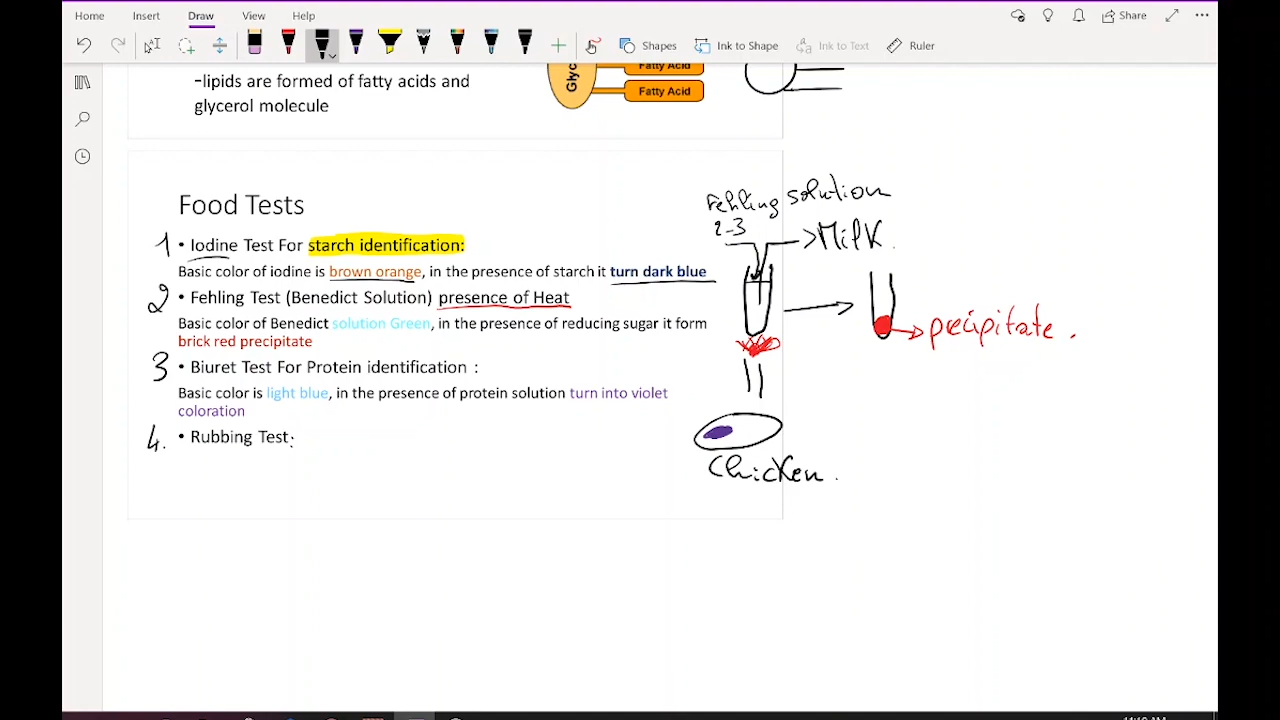 Home Insert Draw View Help
Share
Shapes Ink to Shape Ink to Text Ruler
-lipids are formed of fatty acids and
glycerol molecule
Fatty Acid
Fatty Acid
Food Tests
1 • Iodine Test For starch identification:
Basic color of iodine is brown orange, in the presence of starch it turn dark blue
2 • Fehling Test (Benedict Solution) presence of Heat
Basic color of Benedict solution Green, in the presence of reducing sugar it form
brick red precipitate
3 • Biuret Test For Protein identification :
Basic color is light blue, in the presence of protein solution turn into violet
coloration
4. • Rubbing Test:
Fehling solution
2-3
Milk.
precipitate.
Chicken.